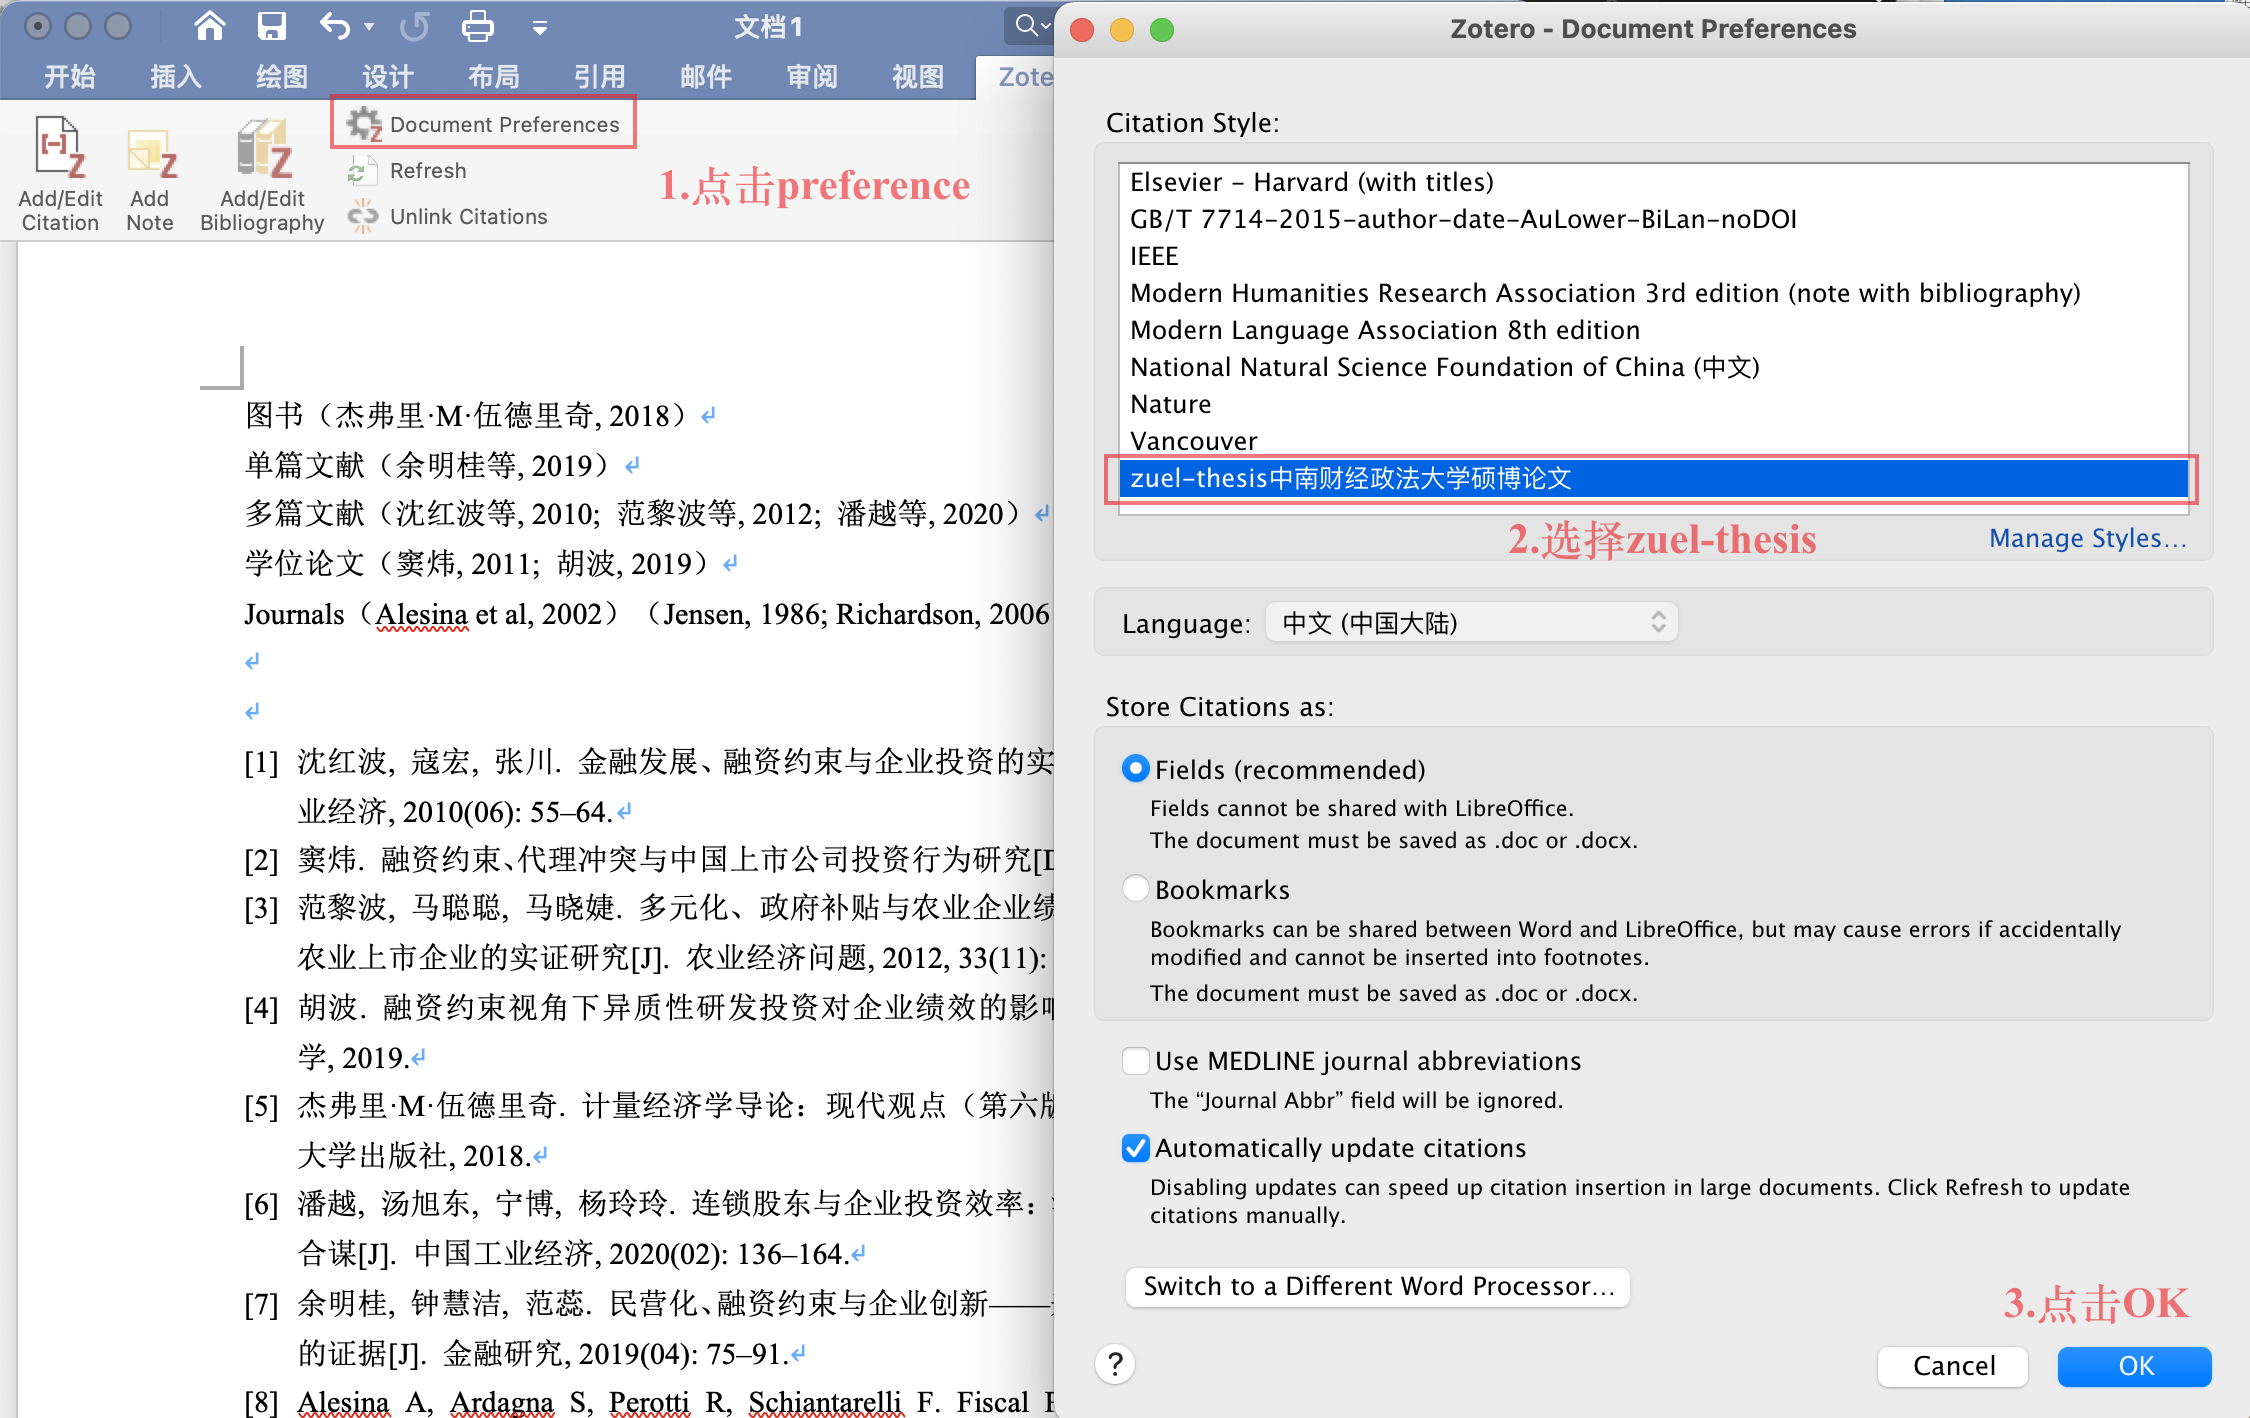 文档1
开始 插入 绘图 设计 布局 引用 邮件 审阅 视图 Zote
Add/Edit Citation
Add Note
Add/Edit Bibliography
Document Preferences
Refresh
Unlink Citations
1.点击preference
图书（杰弗里·M·伍德里奇, 2018）
单篇文献（余明桂等, 2019）
多篇文献（沈红波等, 2010; 范黎波等, 2012; 潘越等, 2020）
学位论文（窦炜, 2011; 胡波, 2019）
Journals（Alesina et al, 2002）（Jensen, 1986; Richardson, 2006
[1] 沈红波, 寇宏, 张川. 金融发展、融资约束与企业投资的实
业经济, 2010(06): 55–64.
[2] 窦炜. 融资约束、代理冲突与中国上市公司投资行为研究[D
[3] 范黎波, 马聪聪, 马晓婕. 多元化、政府补贴与农业企业绩
农业上市企业的实证研究[J]. 农业经济问题, 2012, 33(11):
[4] 胡波. 融资约束视角下异质性研发投资对企业绩效的影响
学, 2019.
[5] 杰弗里·M·伍德里奇. 计量经济学导论：现代观点（第六版
大学出版社, 2018.
[6] 潘越, 汤旭东, 宁博, 杨玲玲. 连锁股东与企业投资效率：
合谋[J]. 中国工业经济, 2020(02): 136–164.
[7] 余明桂, 钟慧洁, 范蕊. 民营化、融资约束与企业创新——
的证据[J]. 金融研究, 2019(04): 75–91.
[8] Alesina A, Ardagna S, Perotti R, Schiantarelli F. Fiscal
Zotero - Document Preferences
Citation Style:
Elsevier - Harvard (with titles)
GB/T 7714-2015-author-date-AuLower-BiLan-noDOI
IEEE
Modern Humanities Research Association 3rd edition (note with bibliography)
Modern Language Association 8th edition
National Natural Science Foundation of China (中文)
Nature
Vancouver
zuel-thesis中南财经政法大学硕博论文
2.选择zuel-thesis
Manage Styles…
Language: 中文 (中国大陆)
Store Citations as:
Fields (recommended)
Fields cannot be shared with LibreOffice.
The document must be saved as .doc or .docx.
Bookmarks
Bookmarks can be shared between Word and LibreOffice, but may cause errors if accidentally
modified and cannot be inserted into footnotes.
The document must be saved as .doc or .docx.
Use MEDLINE journal abbreviations
The “Journal Abbr” field will be ignored.
Automatically update citations
Disabling updates can speed up citation insertion in large documents. Click Refresh to update
citations manually.
Switch to a Different Word Processor…
3.点击OK
?
Cancel
OK